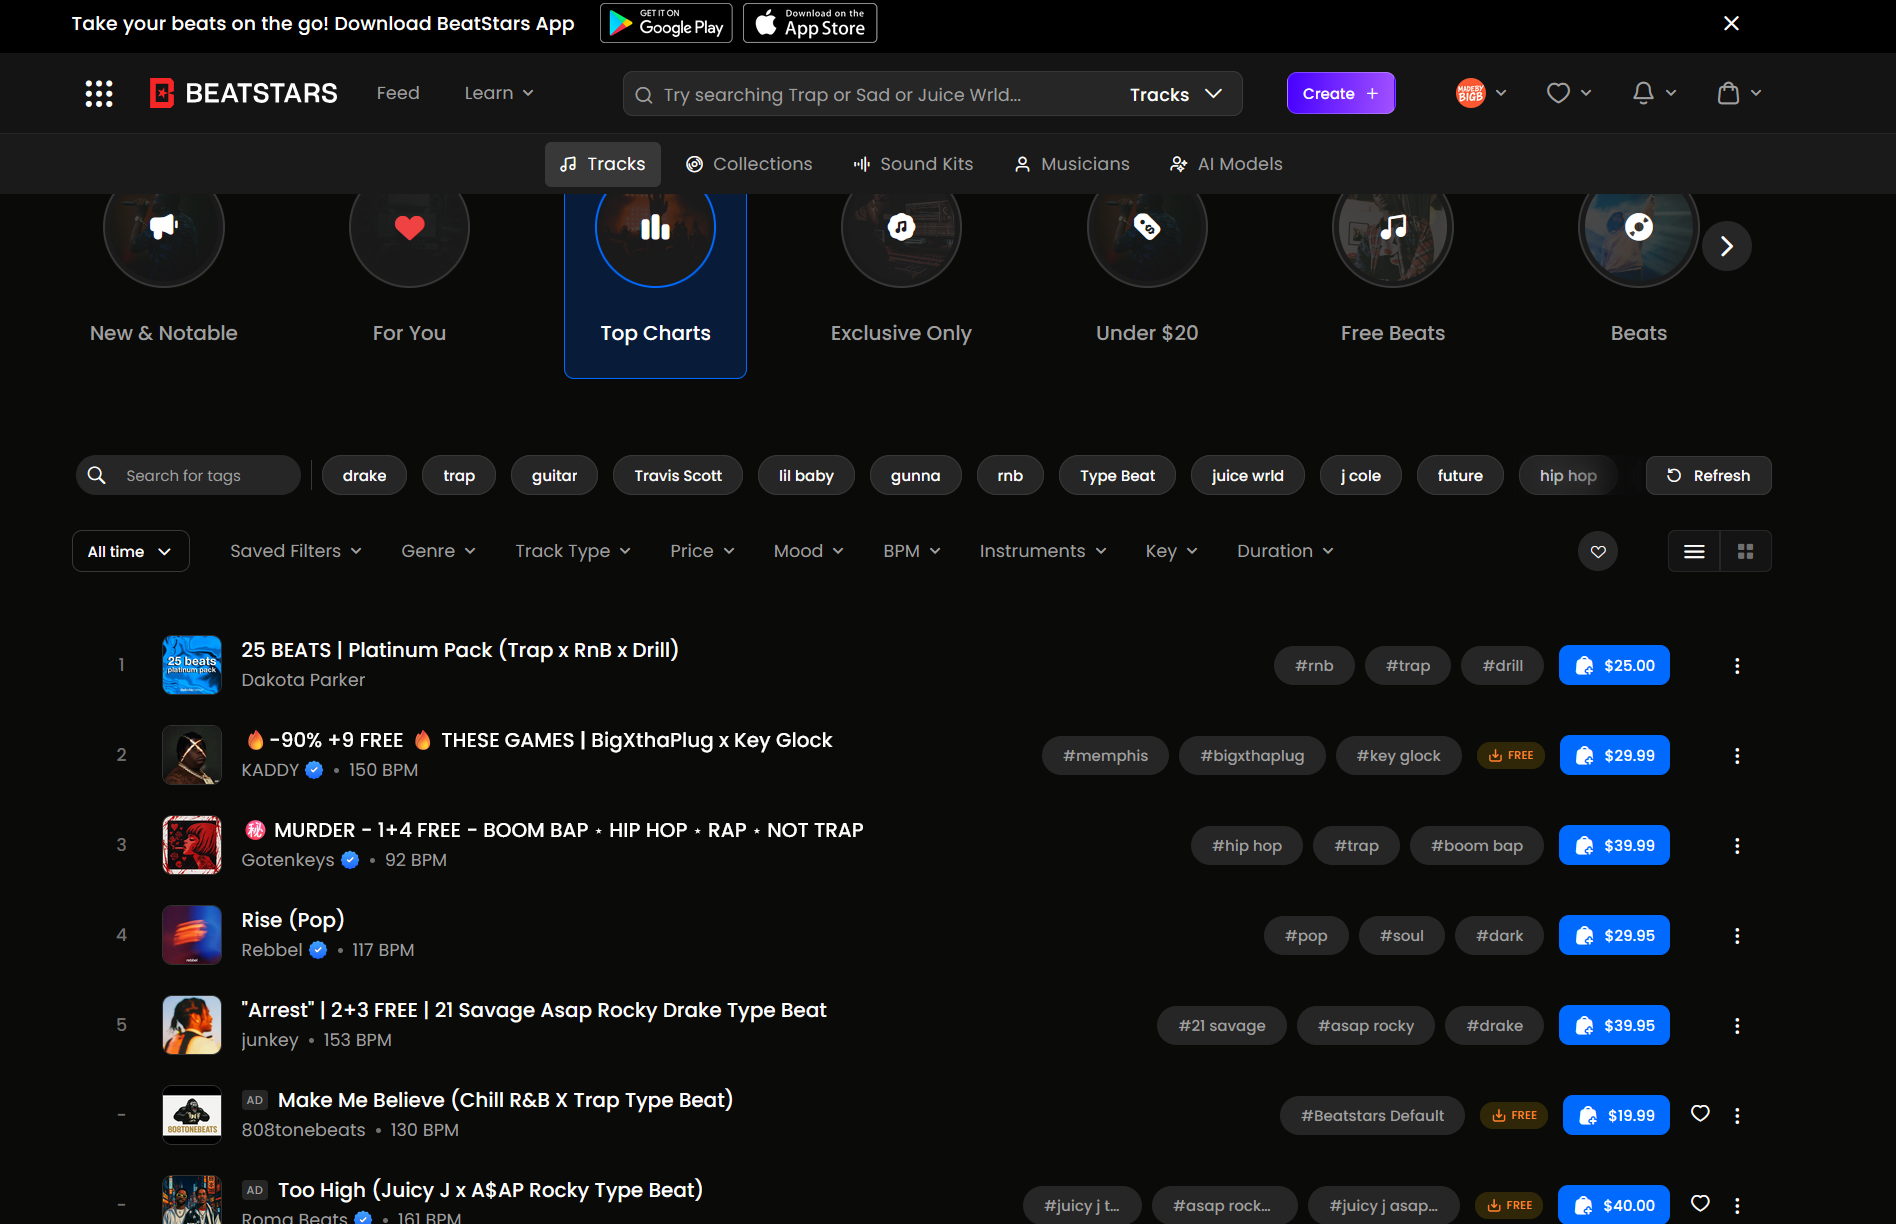 Take your beats on the go! Download BeatStars App
GET IT ON
Google Play
Download on the
App Store
BEATSTARS
Feed
Learn
Try searching Trap or Sad or Juice Wrld...
Tracks
Create +
MADE BY BIGB
Tracks
Collections
Sound Kits
Musicians
AI Models
New & Notable
For You
Top Charts
Exclusive Only
Under $20
Free Beats
Beats
Search for tags
drake
trap
guitar
Travis Scott
lil baby
gunna
rnb
Type Beat
juice wrld
j cole
future
hip hop
Refresh
All time
Saved Filters
Genre
Track Type
Price
Mood
BPM
Instruments
Key
Duration
1
25 beats
platinum pack
25 BEATS | Platinum Pack (Trap x RnB x Drill)
Dakota Parker
#rnb
#trap
#drill
$25.00
2
🔥-90% +9 FREE 🔥 THESE GAMES | BigXthaPlug x Key Glock
KADDY • 150 BPM
#memphis
#bigxthaplug
#key glock
FREE
$29.99
3
㊙️ MURDER - 1+4 FREE - BOOM BAP ⋆ HIP HOP ⋆ RAP ⋆ NOT TRAP
Gotenkeys • 92 BPM
#hip hop
#trap
#boom bap
$39.99
4
rebbel
Rise (Pop)
Rebbel • 117 BPM
#pop
#soul
#dark
$29.95
5
"Arrest" | 2+3 FREE | 21 Savage Asap Rocky Drake Type Beat
junkey • 153 BPM
#21 savage
#asap rocky
#drake
$39.95
-
808TONEBEATS
AD Make Me Believe (Chill R&B X Trap Type Beat)
808tonebeats • 130 BPM
#Beatstars Default
FREE
$19.99
-
AD Too High (Juicy J x A$AP Rocky Type Beat)
Roma Beats • 161 BPM
#juicy j t...
#asap rock...
#juicy j asap...
FREE
$40.00